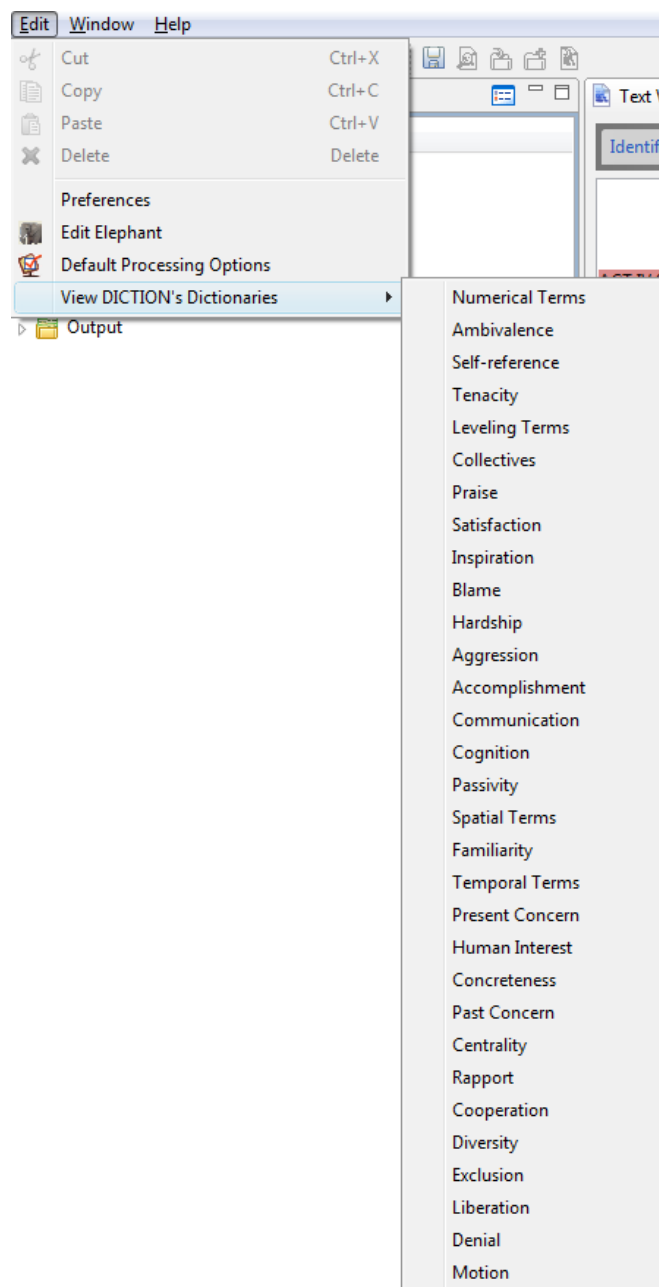 Edit Window Help
Cut Ctrl+X
Copy Ctrl+C
Paste Ctrl+V
Delete Delete
Text
Identif
Preferences
Edit Elephant
Default Processing Options
View DICTION's Dictionaries
Output
Numerical Terms
Ambivalence
Self-reference
Tenacity
Leveling Terms
Collectives
Praise
Satisfaction
Inspiration
Blame
Hardship
Aggression
Accomplishment
Communication
Cognition
Passivity
Spatial Terms
Familiarity
Temporal Terms
Present Concern
Human Interest
Concreteness
Past Concern
Centrality
Rapport
Cooperation
Diversity
Exclusion
Liberation
Denial
Motion